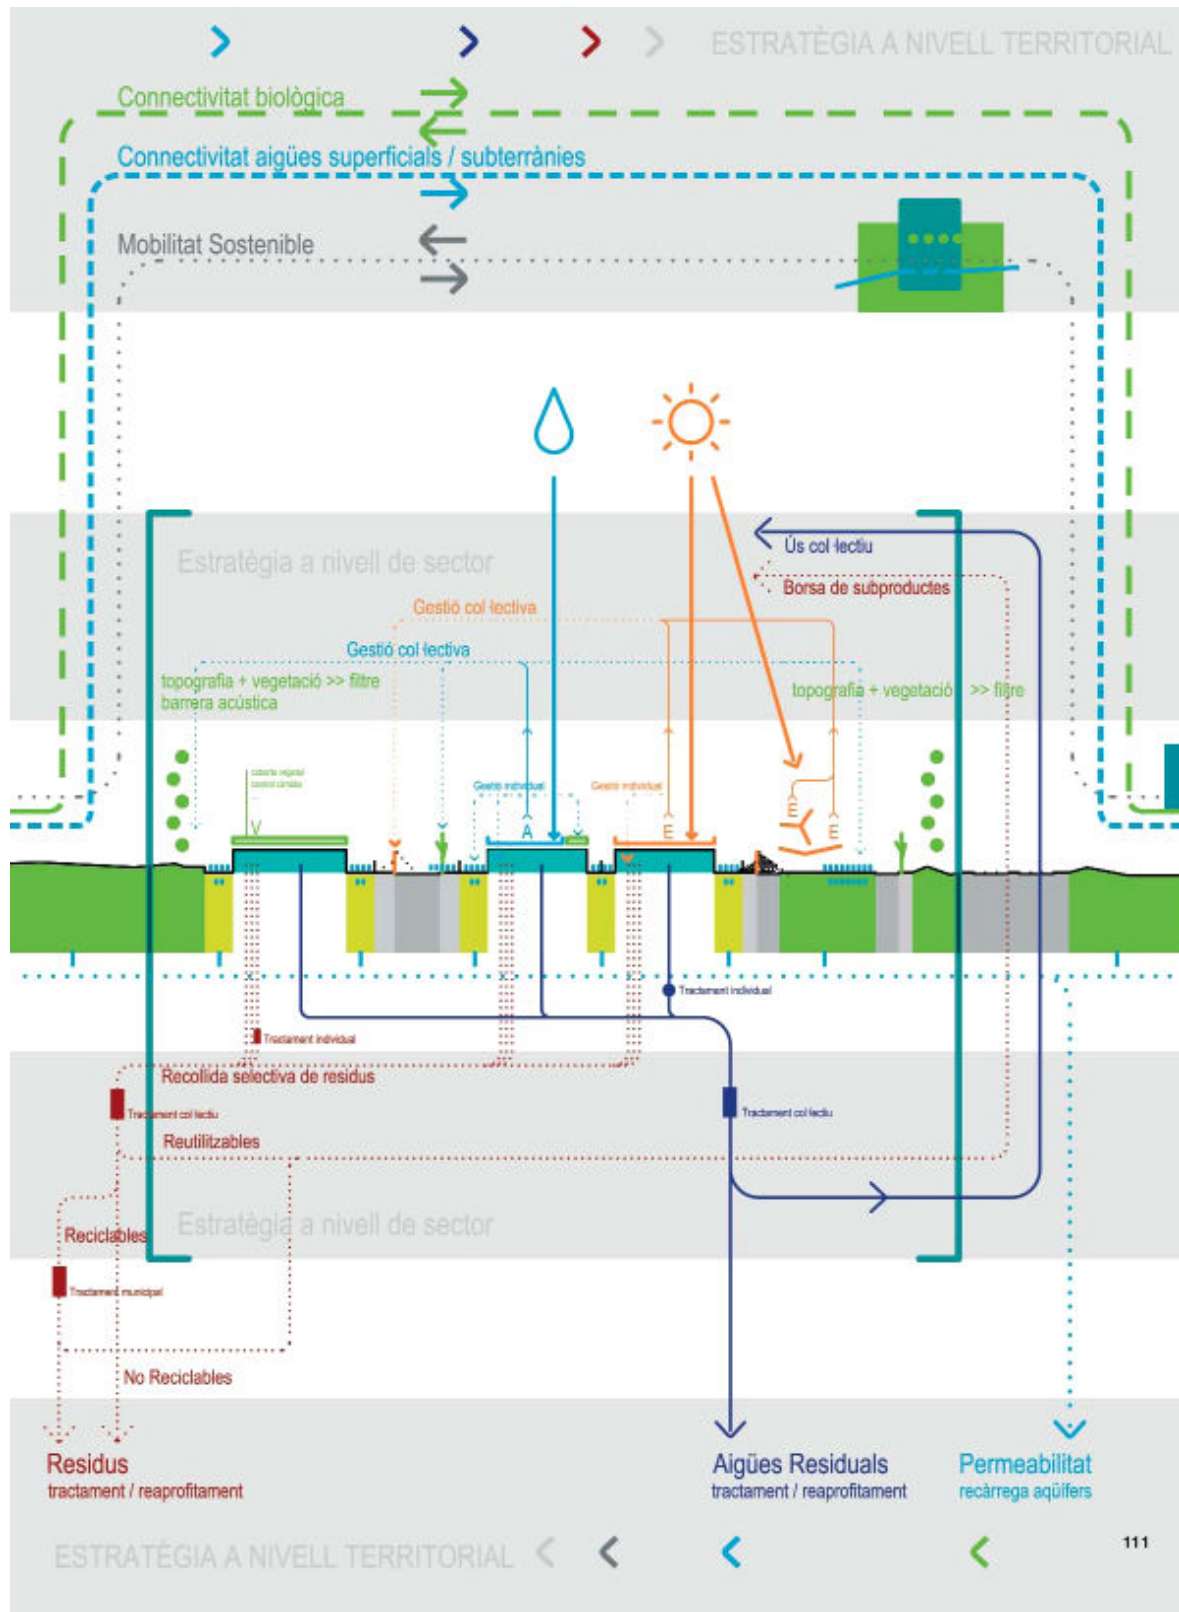 ESTRATÈGIA A NIVELL TERRITORIAL
Connectivitat biològica
Connectivitat aigües superficials / subterrànies
Mobilitat Sostenible
Ús col·lectiu
Estratègia a nivell de sector
Borsa de subproductes
Gestió col·lectiva
Gestió col·lectiva
topografia + vegetació >> filtre
barrera acústica
topografia + vegetació >> filtre
coberta vegetal
control climàtic
Gestió individual
Gestió individual
V
A
E
E
E
Tractament individual
Tractament individual
Recollida selectiva de residus
Tractament col·lectiu
Tractament col·lectiu
Reutilitzables
Estratègia a nivell de sector
Reciclables
Tractament municipal
No Reciclables
Residus
tractament / reaprofitament
Aigües Residuals
tractament / reaprofitament
Permeabilitat
recàrrega aqüífers
ESTRATÈGIA A NIVELL TERRITORIAL
111